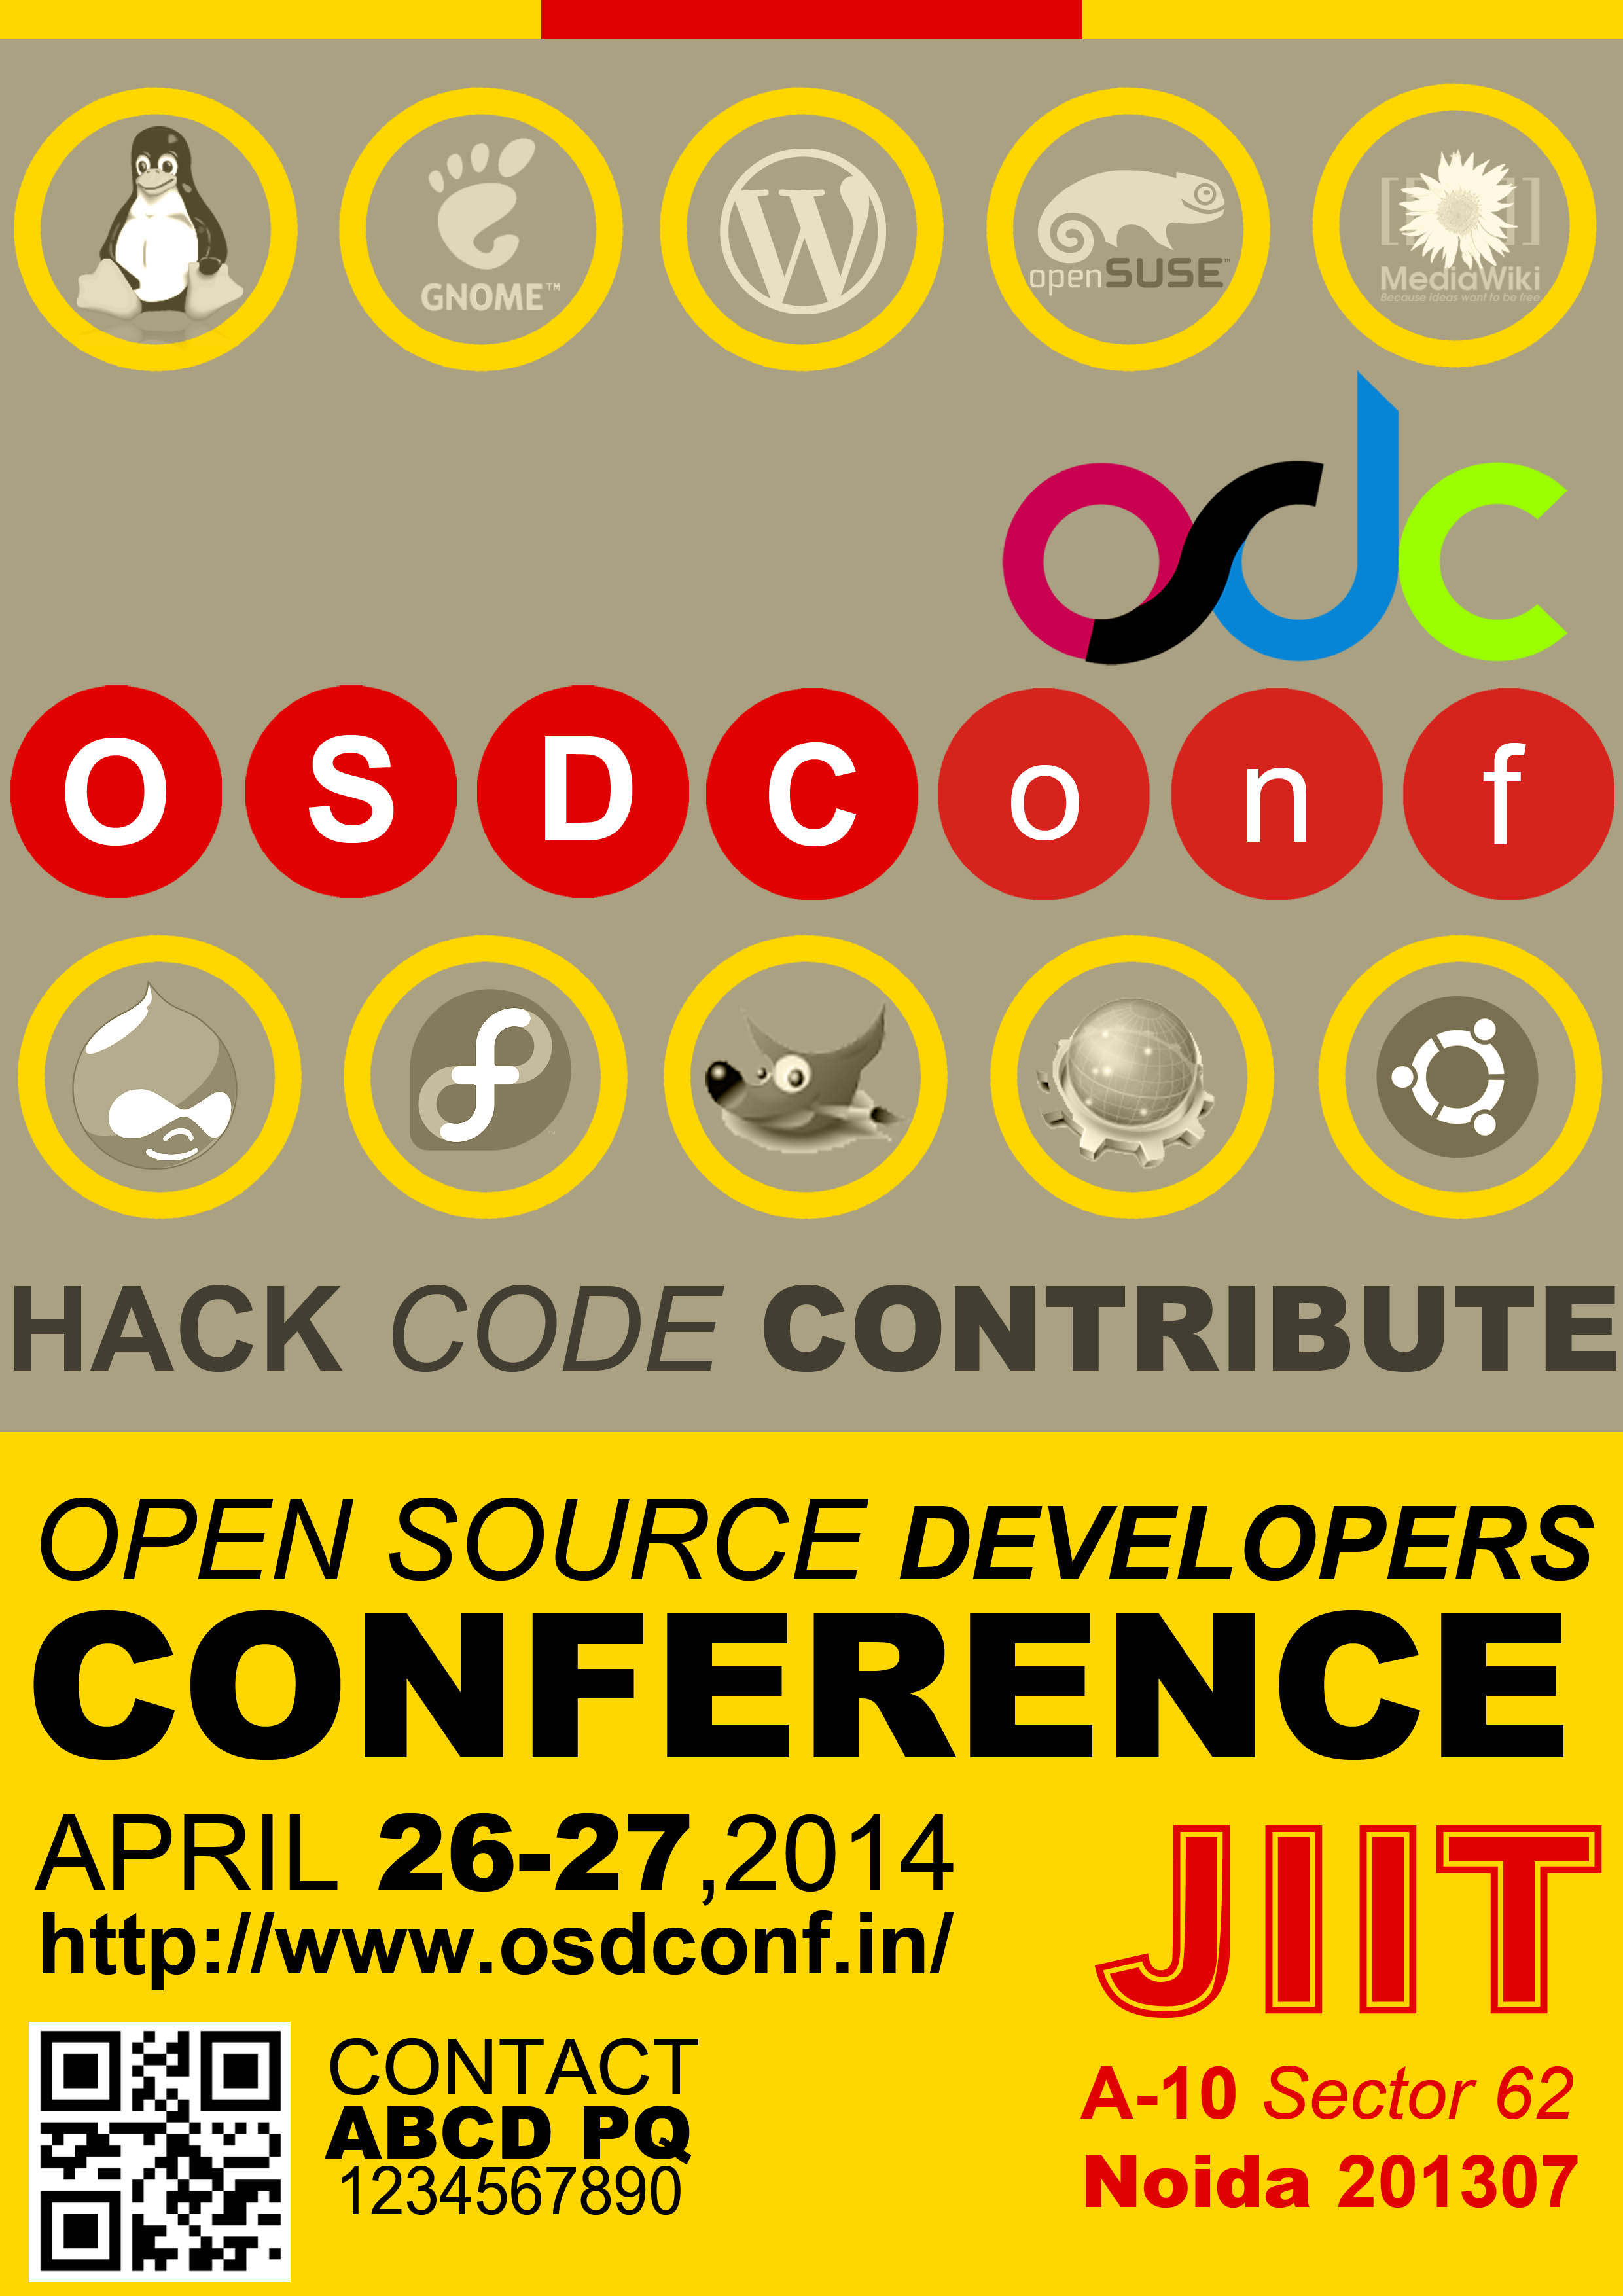 GNOME™
W
openSUSE™
[[ ]]
MediaWiki
Because ideas want to be free.
osdc
OSDConf
HACK CODE CONTRIBUTE
OPEN SOURCE DEVELOPERS
CONFERENCE
APRIL 26-27,2014
http://www.osdconf.in/
JIIT
CONTACT
ABCD PQ
1234567890
A-10 Sector 62
Noida 201307